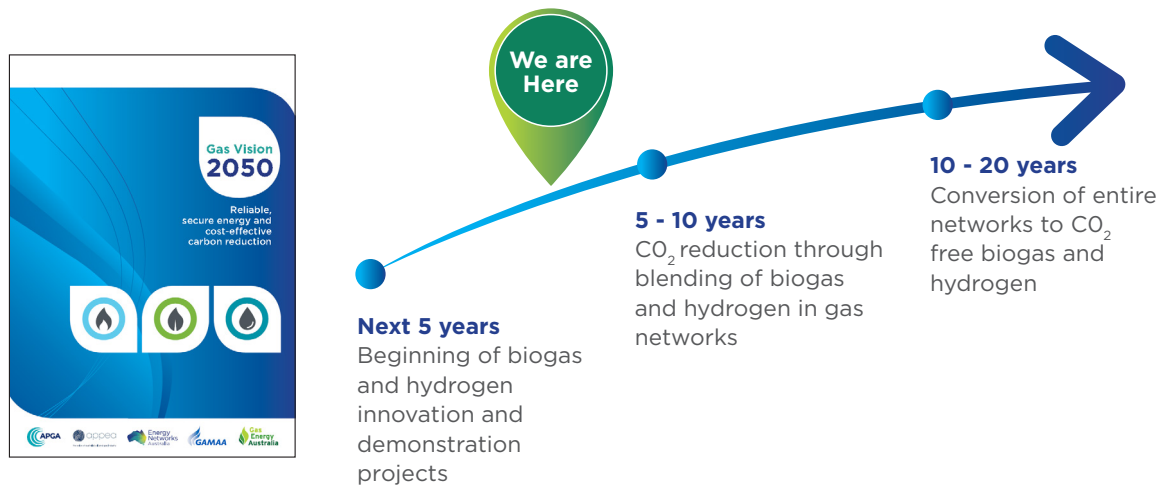 Gas Vision
2050
Reliable,
secure energy and
cost-effective
carbon reduction
APGA
appea
Energy
Networks
Australia
GAMAA
Gas
Energy
Australia
We are
Here
Next 5 years
Beginning of biogas
and hydrogen
innovation and
demonstration
projects
5 - 10 years
CO₂ reduction through
blending of biogas
and hydrogen in gas
networks
10 - 20 years
Conversion of entire
networks to CO₂
free biogas and
hydrogen